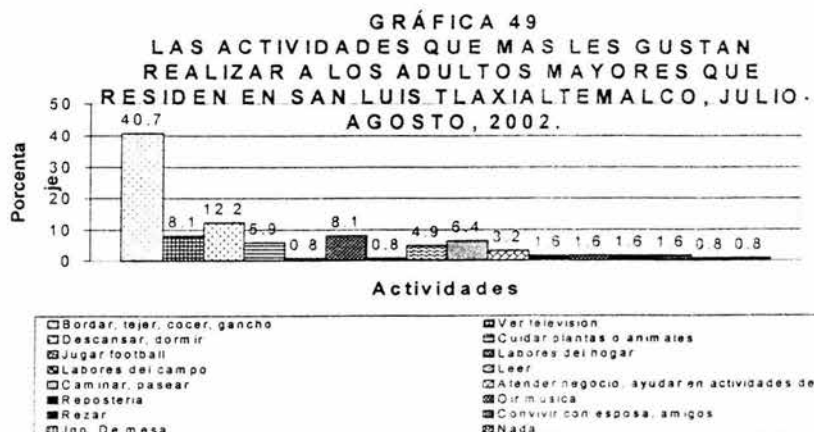 GRÁFICA 49
LAS ACTIVIDADES QUE MAS LES GUSTAN
REALIZAR A LOS ADULTOS MAYORES QUE
RESIDEN EN SAN LUIS TLAXIALTEMALCO, JULIO-
AGOSTO, 2002.
Porcenta
je
50
40
30
20
10
0
40.7
8.1
12.2
5.9
0.8
8.1
0.8
4.9
6.4
3.2
1.6
1.6
1.6
1.6
0.8
0.8
Actividades
Bordar, tejer, cocer, gancho
Ver television
Descansar, dormir
Cuidar plantas o animales
Jugar football
Labores del hogar
Labores del campo
Leer
Caminar, pasear
Atender negocio, ayudar en actividades de
Reposteria
Oir musica
Rezar
Convivir con esposa, amigos
Jgo. De mesa
Nada